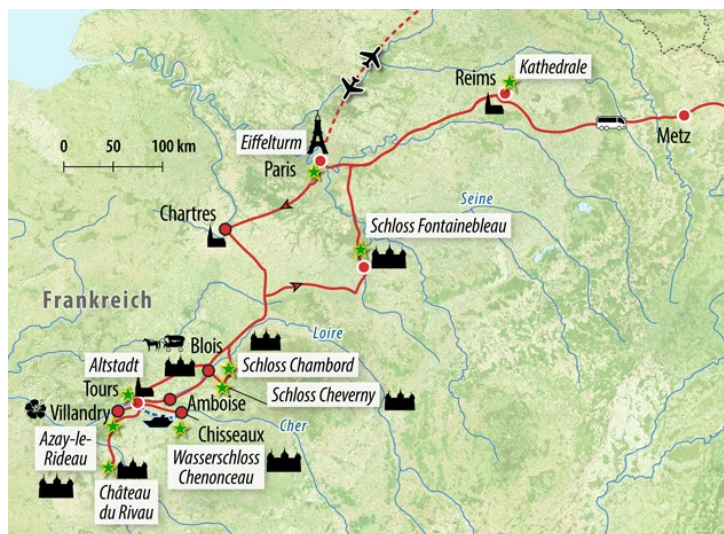 Reims
Kathedrale
Metz
0 50 100 km
Eiffelturm
Paris
Chartres
Seine
Schloss Fontainebleau
Frankreich
Loire
Blois
Altstadt
Schloss Chambord
Tours
Schloss Cheverny
Villandry
Amboise
Cher
Chisseaux
Azay-le-
Rideau
Wasserschloss
Chenonceau
Château
du Rivau